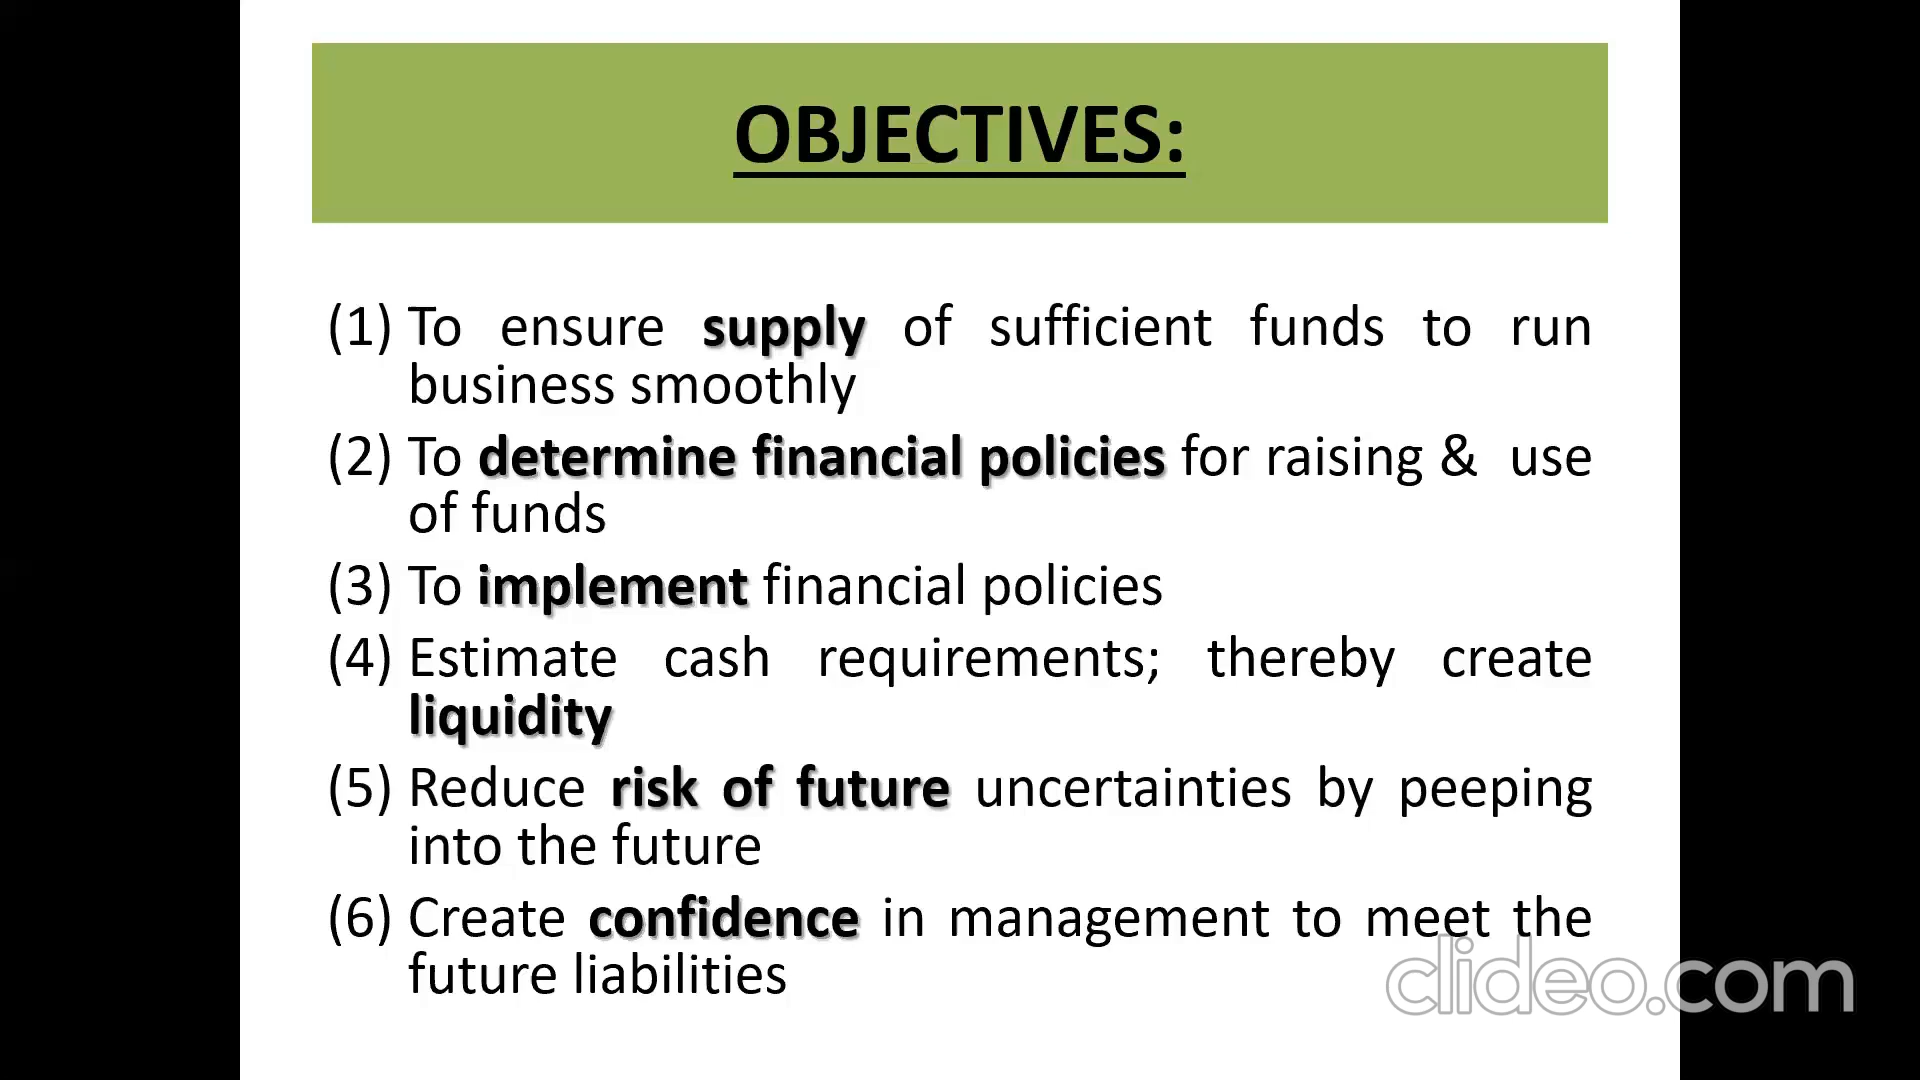 OBJECTIVES:
(1) To ensure supply of sufficient funds to run
business smoothly
(2) To determine financial policies for raising & use
of funds
(3) To implement financial policies
(4) Estimate cash requirements; thereby create
liquidity
(5) Reduce risk of future uncertainties by peeping
into the future
(6) Create confidence in management to meet the
future liabilities
clideo.com